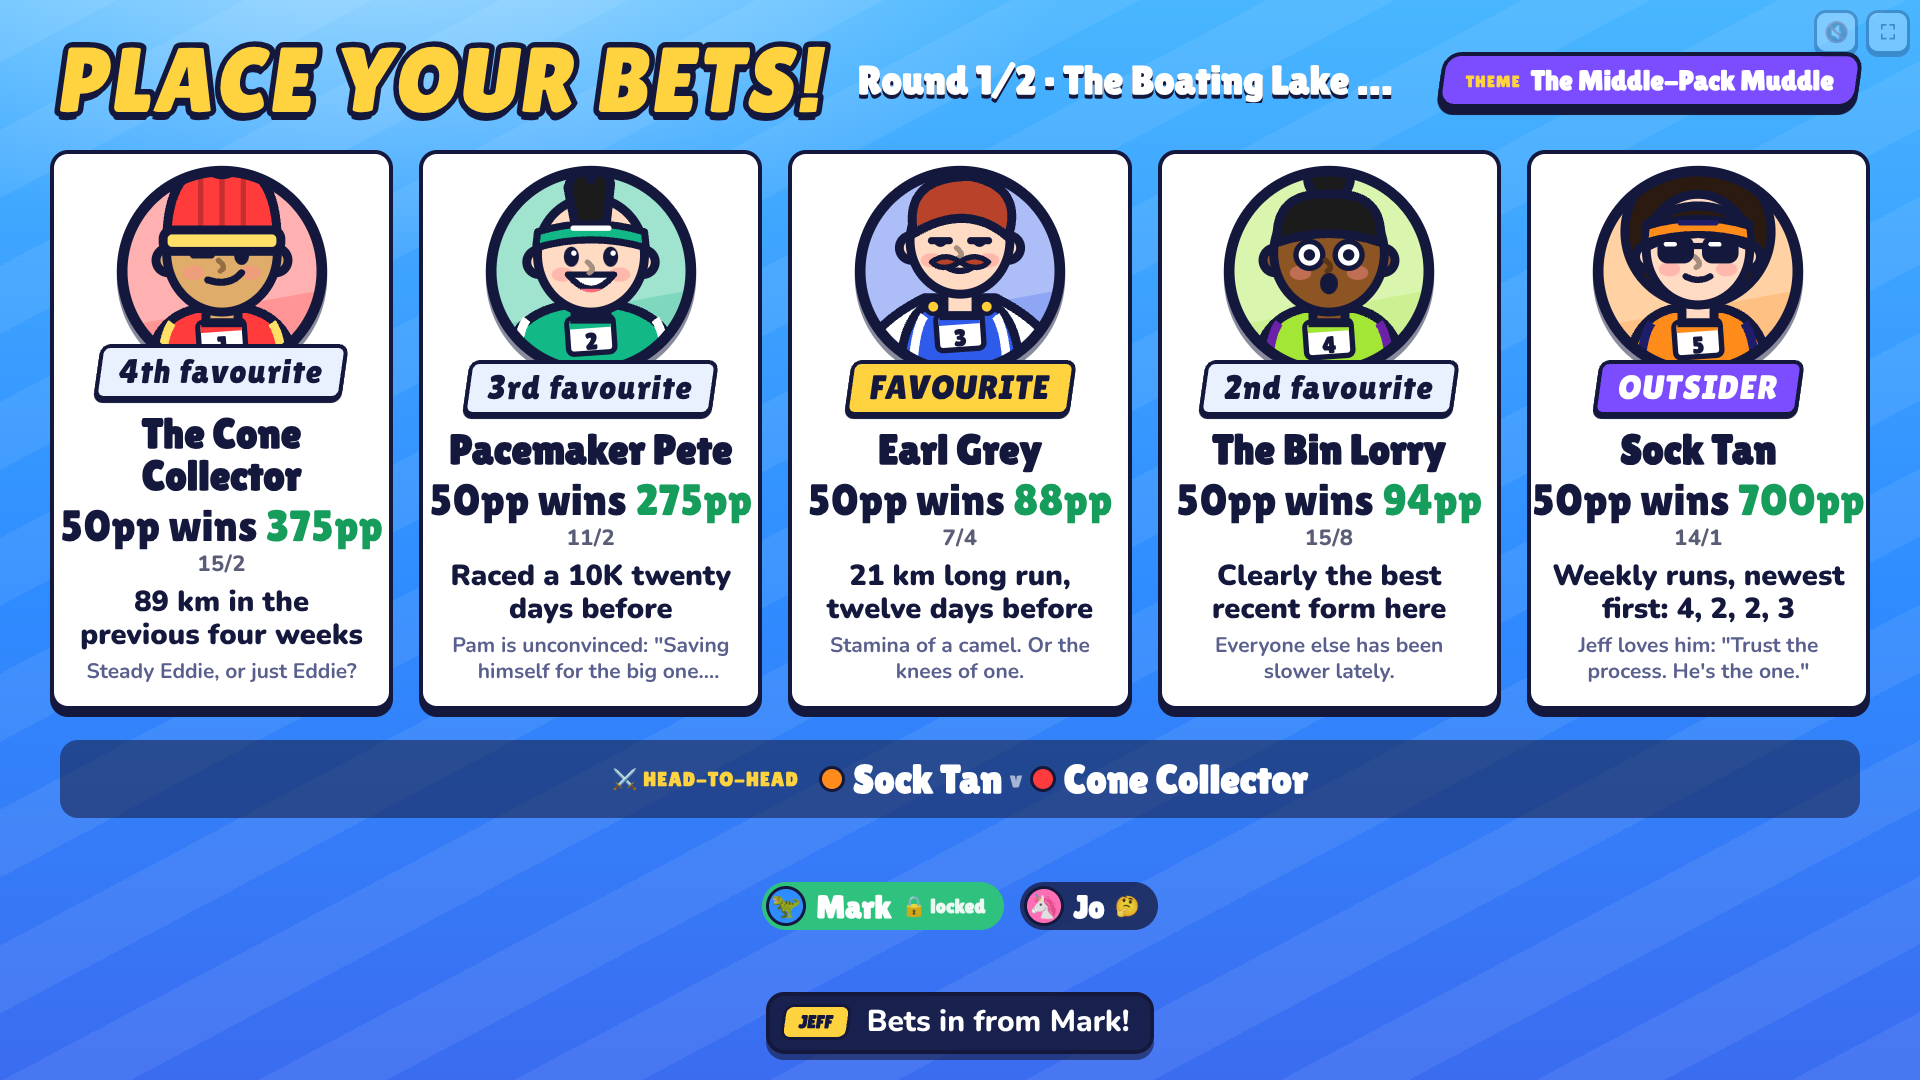 PLACE YOUR BETS!
Round 1/2 · The Boating Lake ...
THEME The Middle-Pack Muddle
4th favourite
The Cone
Collector
50pp wins 375pp
15/2
89 km in the
previous four weeks
Steady Eddie, or just Eddie?
2
3rd favourite
Pacemaker Pete
50pp wins 275pp
11/2
Raced a 10K twenty
days before
Pam is unconvinced: "Saving
himself for the big one....
3
FAVOURITE
Earl Grey
50pp wins 88pp
7/4
21 km long run,
twelve days before
Stamina of a camel. Or the
knees of one.
4
2nd favourite
The Bin Lorry
50pp wins 94pp
15/8
Clearly the best
recent form here
Everyone else has been
slower lately.
5
OUTSIDER
Sock Tan
50pp wins 700pp
14/1
Weekly runs, newest
first: 4, 2, 2, 3
Jeff loves him: "Trust the
process. He's the one."
⚔️ HEAD-TO-HEAD Sock Tan v Cone Collector
Mark 🔒 locked
Jo 🤔
JEFF Bets in from Mark!